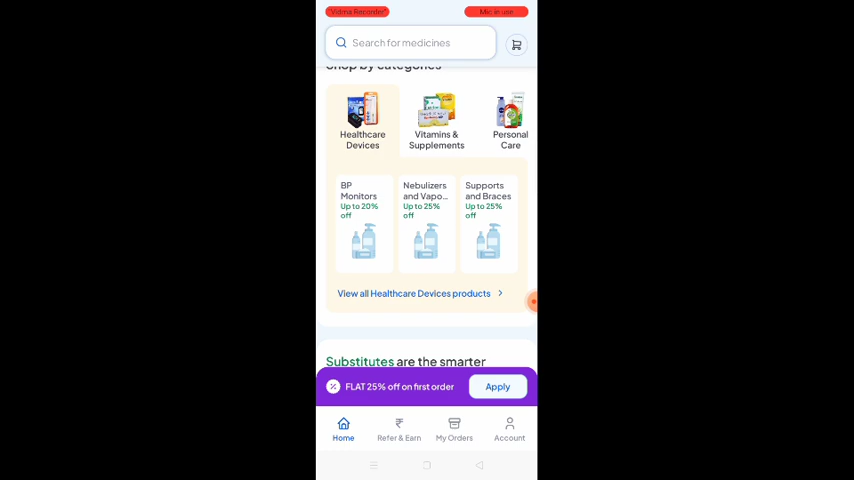 Vidma Recorder
Mic in use
Search for medicines
Shop by categories
Healthcare
Devices
Vitamins &
Supplements
Personal
Care
BP
Monitors
Up to 20%
off
Nebulizers
and Vapo...
Up to 25%
off
Supports
and Braces
Up to 25%
off
View all Healthcare Devices products
Substitutes are the smarter
FLAT 25% off on first order
Apply
Home
Refer & Earn
My Orders
Account